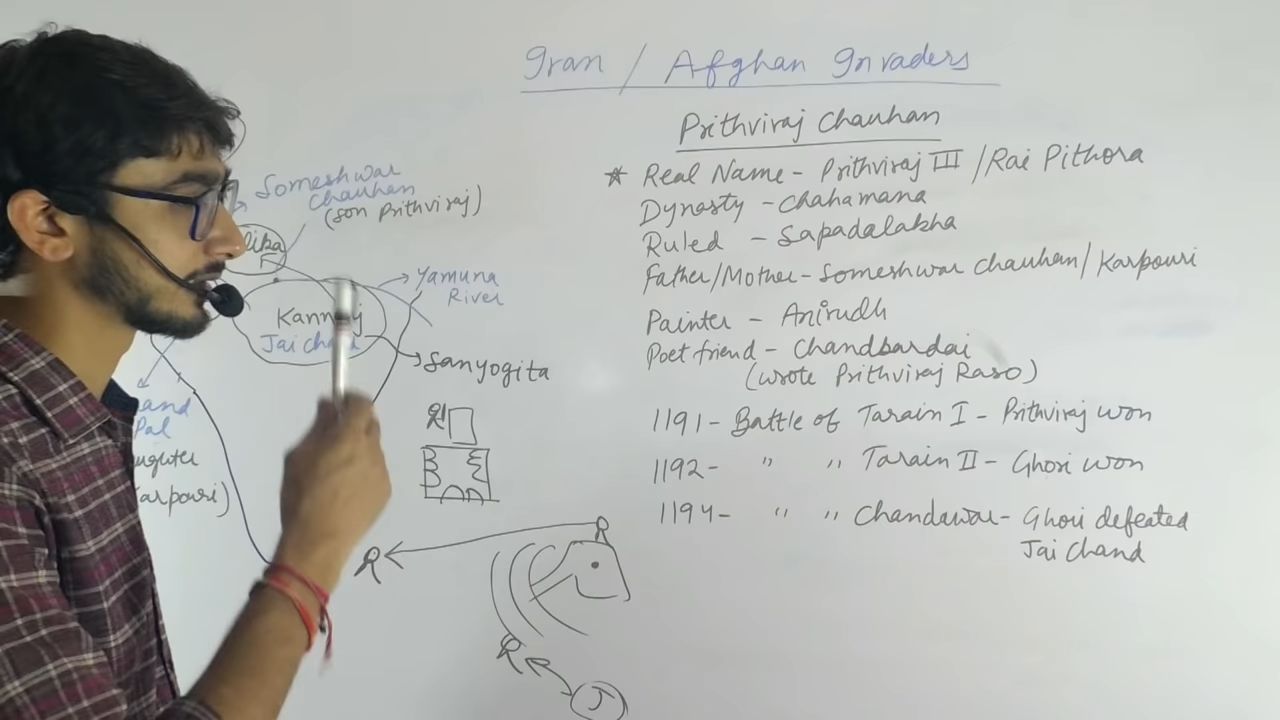 Iran / Afghan Invaders
Prithviraj Chauhan
* Real Name - Prithviraj III / Rai Pithora
Dynasty - Chahamana
Ruled - Sapadalakha
Father/Mother - Someshwar Chauhan / Karpouri
Painter - Anirudh
Poet friend - Chandbardai
(wrote Prithviraj Raso)
1191 - Battle of Tarain I - Prithviraj won
1192 - " " Tarain II - Ghori won
1194 - " " Chandawar - Ghori defeated
Jai Chand
Someshwar
Chauhan
(son Prithviraj)
Yamuna
River
Jai
Sanyogita
Pal
J